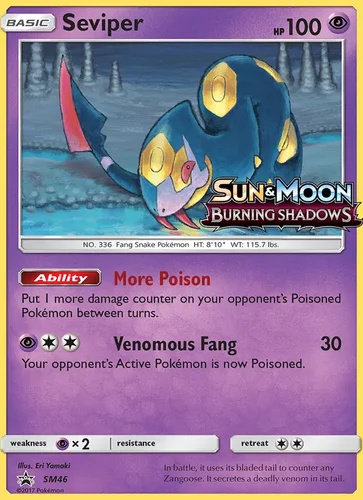 BASIC Seviper HP 100
SUN & MOON
BURNING SHADOWS
NO. 336 Fang Snake Pokémon HT: 8'10" WT: 115.7 lbs.
Ability More Poison
Put 1 more damage counter on your opponent's Poisoned
Pokémon between turns.
Venomous Fang 30
Your opponent's Active Pokémon is now Poisoned.
weakness ×2 resistance retreat
Illus. Eri Yamaki
SM46
©2017 Pokémon
In battle, it uses its bladed tail to counter any
Zangoose. It secretes a deadly venom in its tail.